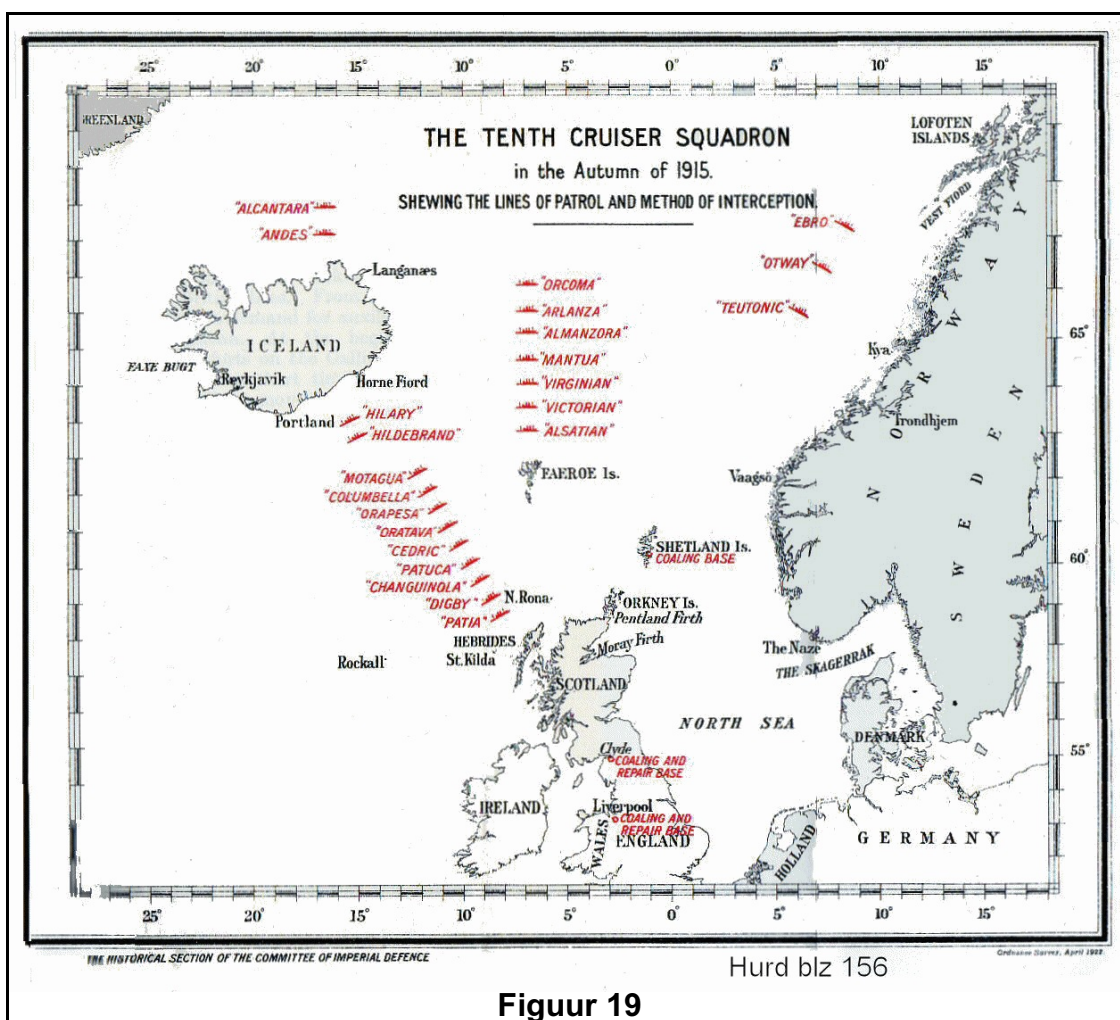 25° 20° 15° 10° 5° 0° 5° 10° 15°
GREENLAND
LOFOTEN
ISLANDS
THE TENTH CRUISER SQUADRON
in the Autumn of 1915.
SHEWING THE LINES OF PATROL AND METHOD OF INTERCEPTION.
VEST FIORD
"ALCANTARA"
"ANDES"
"EBRO"
"OTWAY"
"TEUTONIC"
Langanæs
"ORCOMA"
"ARLANZA"
"ALMANZORA"
"MANTUA"
"VIRGINIAN"
"VICTORIAN"
"ALSATIAN"
65°
ICELAND
FAXE BUGT
Reykjavik
Horne Fiord
Portland
Kya
Trondhjem
NORWAY
SWEDEN
"HILARY"
"HILDEBRAND"
FAEROE Is.
Vaagsö
"MOTAGUA"
"COLUMBELLA"
"ORAPESA"
"ORATAVA"
"CEDRIC"
"PATUCA"
"CHANGUINOLA"
"DIGBY"
"PATIA"
SHETLAND Is.
COALING BASE
60°
N. Rona
ORKNEY Is.
Pentland Firth
HEBRIDES
Moray Firth
Rockall
St. Kilda
The Naze
THE SKAGERRAK
SCOTLAND
NORTH SEA
DENMARK
55°
Clyde
COALING AND
REPAIR BASE
IRELAND
Liverpool
COALING AND
REPAIR BASE
WALES
ENGLAND
HOLLAND
GERMANY
25° 20° 15° 10° 5° 0° 5° 10° 15°
THE HISTORICAL SECTION OF THE COMMITTEE OF IMPERIAL DEFENCE
Ordnance Survey, April 1922.
Hurd blz 156
Figuur 19